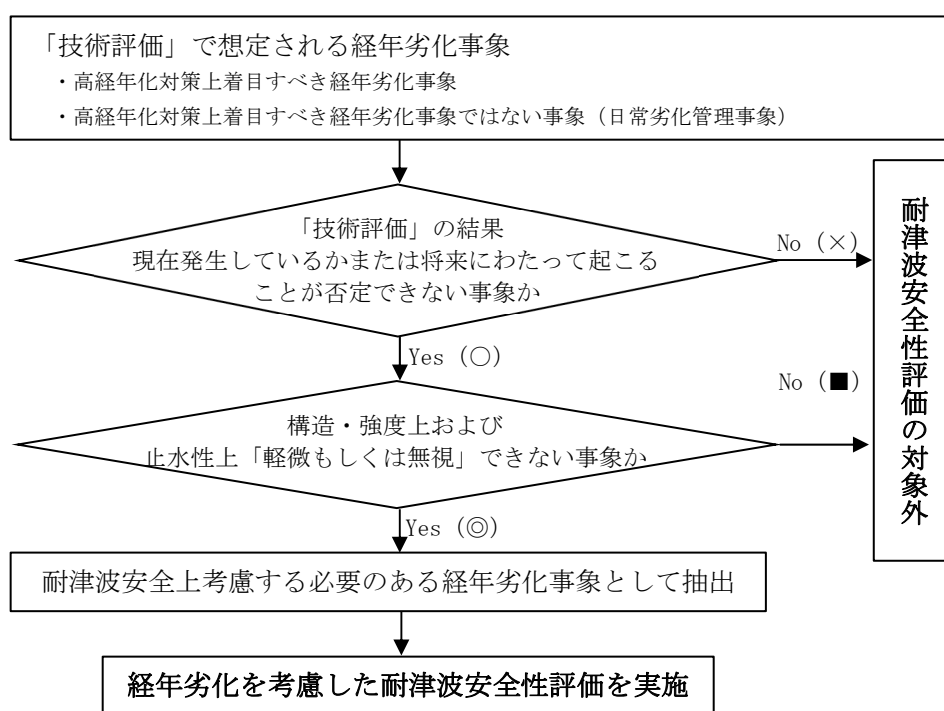 「技術評価」で想定される経年劣化事象
・高経年化対策上着目すべき経年劣化事象
・高経年化対策上着目すべき経年劣化事象ではない事象（日常劣化管理事象）
「技術評価」の結果
現在発生しているかまたは将来にわたって起こる
ことが否定できない事象か
No（×）
Yes（○）
構造・強度上および
止水性上「軽微もしくは無視」できない事象か
No（■）
Yes（◎）
耐津波安全性評価の対象外
耐津波安全上考慮する必要のある経年劣化事象として抽出
経年劣化を考慮した耐津波安全性評価を実施